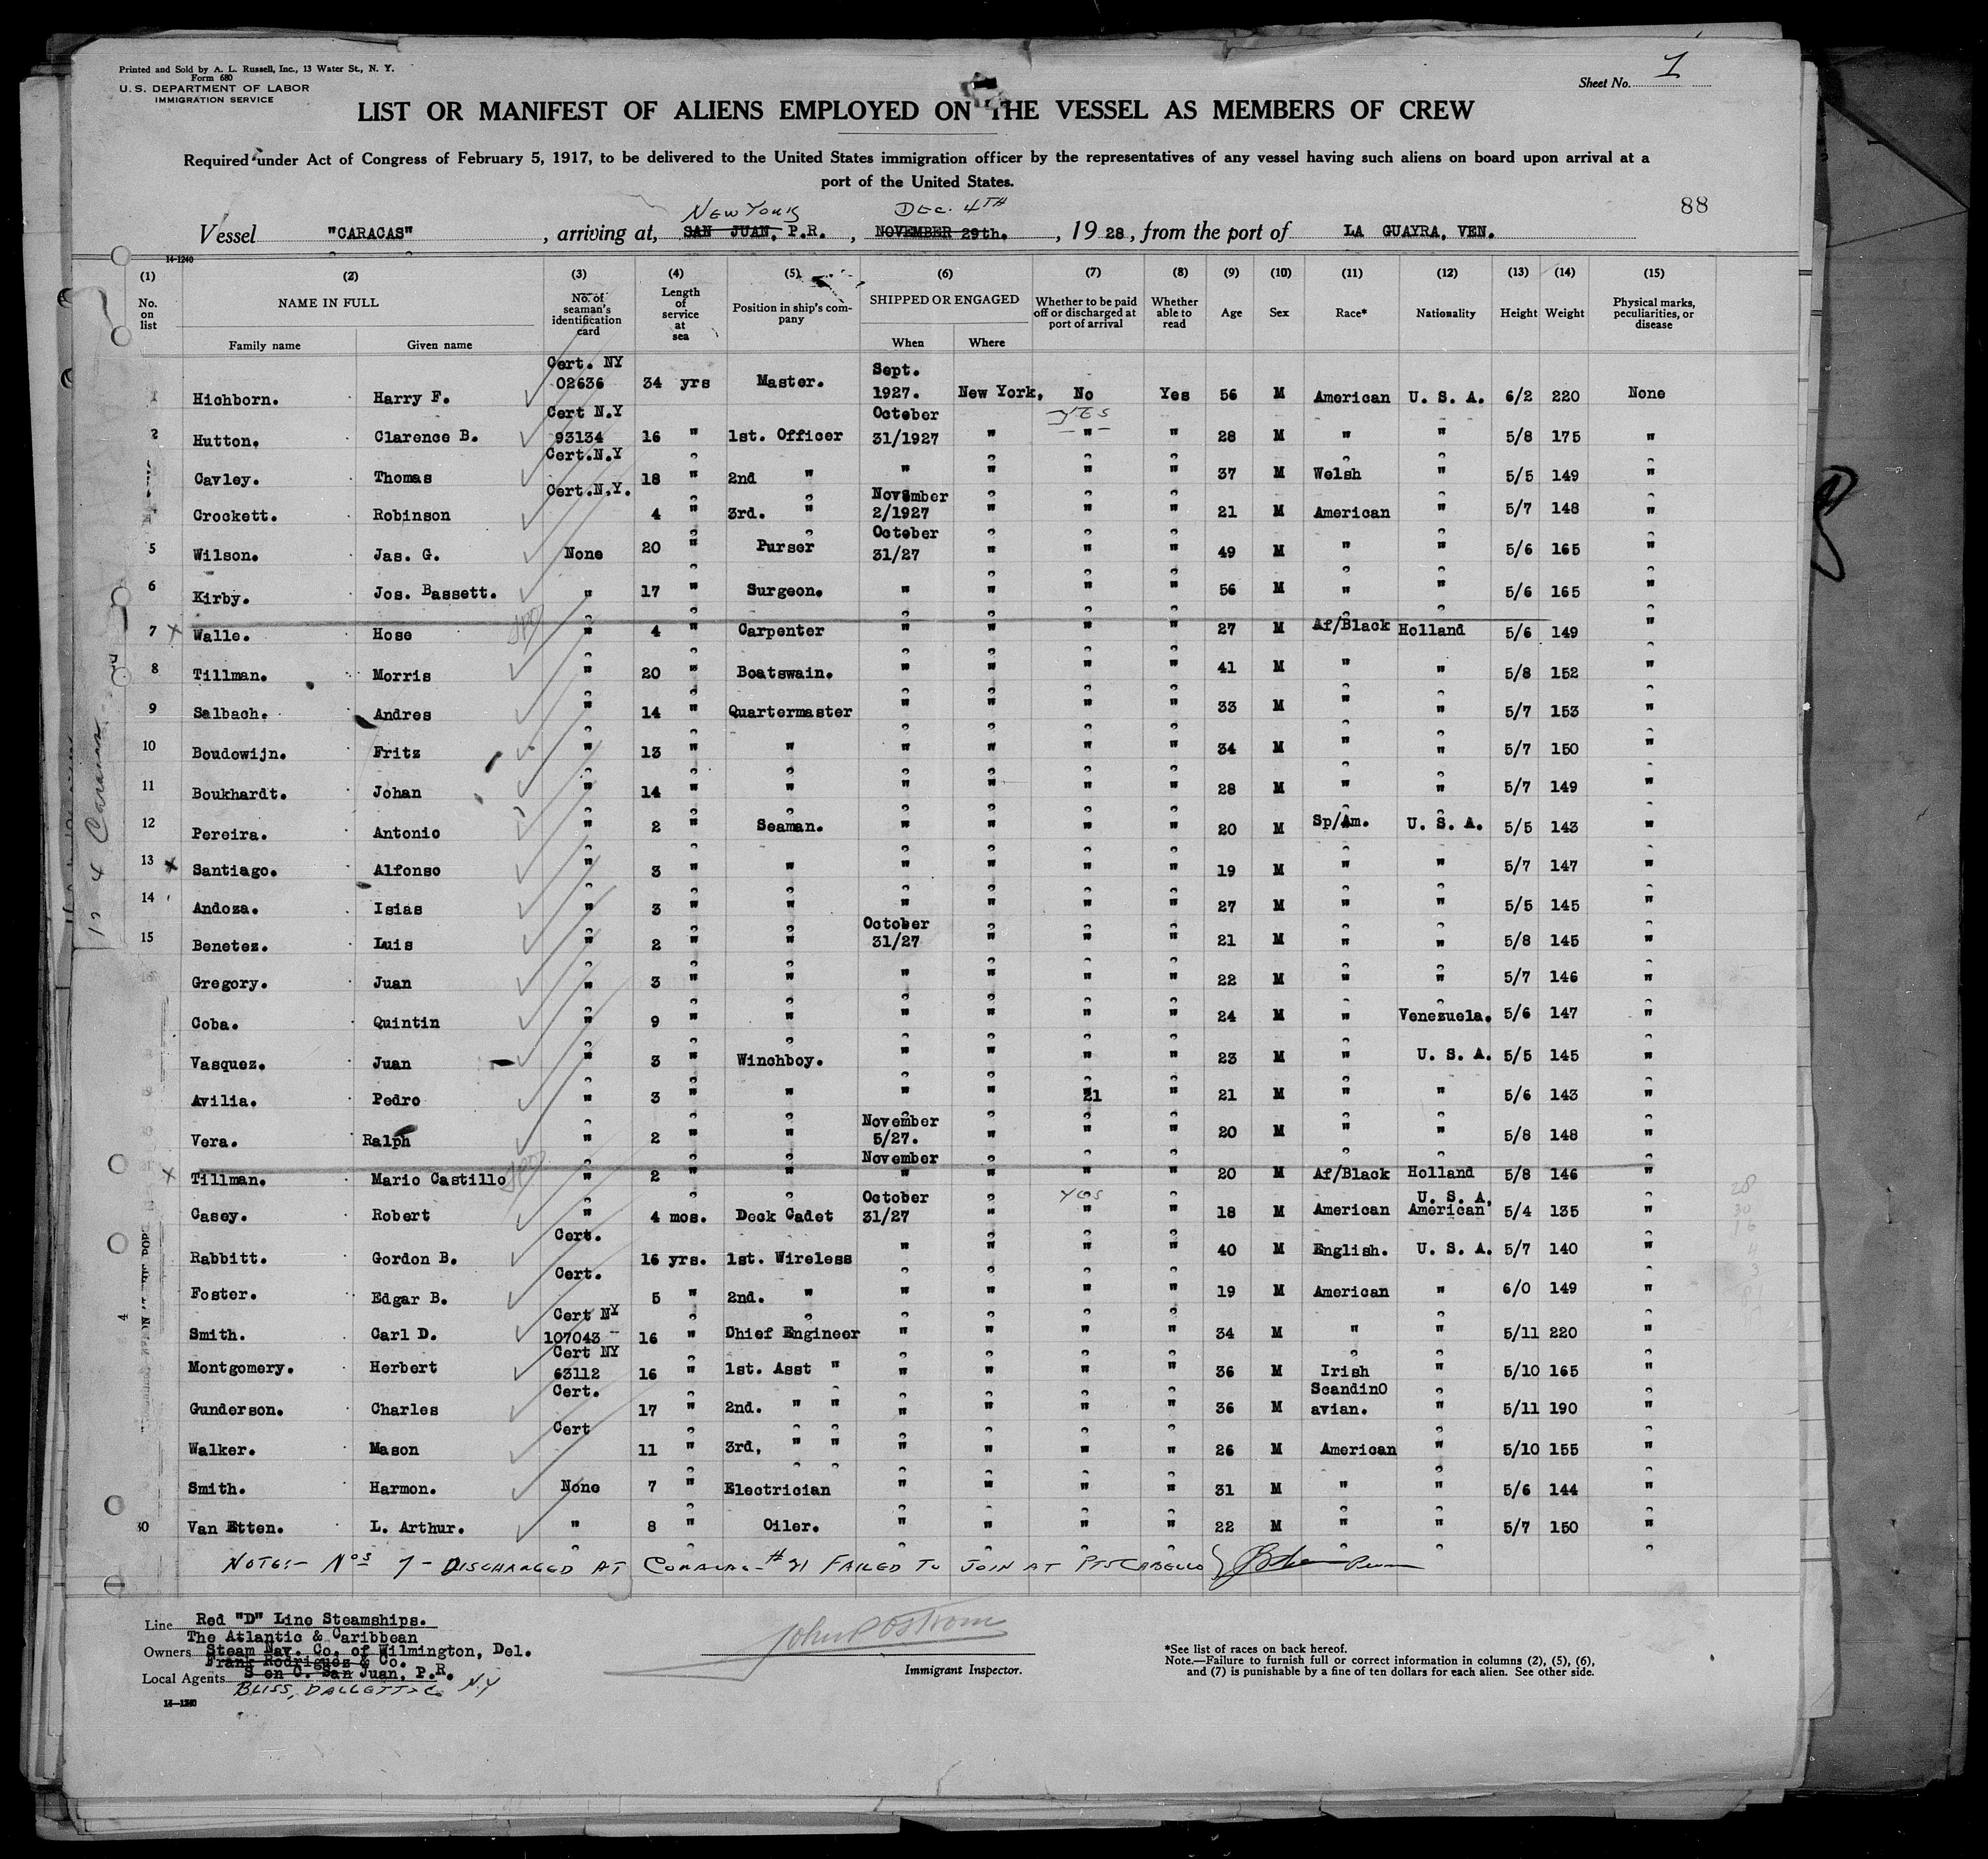 Printed and Sold by A. L. Russell, Inc., 13 Water St., N. Y.
Form 680
U. S. DEPARTMENT OF LABOR
IMMIGRATION SERVICE
Sheet No. 1
LIST OR MANIFEST OF ALIENS EMPLOYED ON THE VESSEL AS MEMBERS OF CREW
Required under Act of Congress of February 5, 1917, to be delivered to the United States immigration officer by the representatives of any vessel having such aliens on board upon arrival at a
port of the United States.
88
NEW YORK DEC. 4TH
Vessel "CARACAS", arriving at, SAN JUAN, P.R., NOVEMBER 29th., 1928, from the port of LA GUAYRA, VEN.
14-1240
(1) (2) (3) (4) (5) (6) (7) (8) (9) (10) (11) (12) (13) (14) (15)
No. on list NAME IN FULL No. of seaman's identification card Length of service at sea Position in ship's company SHIPPED OR ENGAGED Whether to be paid off or discharged at port of arrival Whether able to read Age Sex Race* Nationality Height Weight Physical marks, peculiarities, or disease
Family name Given name When Where
1 Hichborn. Harry F. Cert. NY 02636 34 yrs Master. Sept. 1927. New York, No Yes 56 M American U. S. A. 6/2 220 None
YES
2 Hutton. Clarence B. Cert N.Y 93134 16 " 1st. Officer October 31/1927 " " " 28 M " " 5/8 175 "
Cavley. Thomas Cert.N.Y 18 " 2nd " " " " " 37 M Welsh " 5/5 149 "
Crockett. Robinson Cert.N.Y. 4 " 3rd. " November 2/1927 " " " 21 M American " 5/7 148 "
5 Wilson. Jas. G. None 20 " Purser October 31/27 " " " 49 M " " 5/6 165 "
6 Kirby. Jos. Bassett. " 17 " Surgeon. " " " " 56 M " " 5/6 165 "
7 x Walle. Hose " 4 " Carpenter " " " " 27 M Af/Black Holland 5/6 149 "
8 Tillman. Morris " 20 " Boatswain. " " " " 41 M " " 5/8 152 "
9 Salbach. Andres " 14 " Quartermaster " " " " 33 M " " 5/7 153 "
10 Boudowijn. Fritz " 13 " " " " " " 34 M " " 5/7 150 "
11 Boukhardt. Johan " 14 " " " " " " 28 M " " 5/7 149 "
12 Pereira. Antonio " 2 " Seaman. " " " " 20 M Sp/Am. U. S. A. 5/5 143 "
13 x Santiago. Alfonso " 3 " " " " " " 19 M " " 5/7 147 "
14 Andoza. Isias " 3 " " " " " " 27 M " " 5/5 145 "
15 Benetez. Luis " 2 " " October 31/27 " " " 21 M " " 5/8 145 "
Gregory. Juan " 3 " " " " " " 22 M " " 5/7 146 "
Coba. Quintin " 9 " " " " " " 24 M " Venezuela. 5/6 147 "
Vasquez. Juan " 3 " Winchboy. " " " " 23 M " U. S. A. 5/5 145 "
Avilia. Pedro " 3 " " " " 21 " 21 M " " 5/6 143 "
Vera. Ralph " 2 " " November 5/27. " " " 20 M " " 5/8 148 "
x Tillman. Mario Castillo " 2 " " November " " " " 20 M Af/Black Holland 5/8 146 "
yes
Casey. Robert " 4 mos. Deck Cadet October 31/27 " " " 18 M American U. S. A. American 5/4 135 "
Rabbitt. Gordon B. Cert. 16 yrs. 1st. Wireless " " " " 40 M English. U. S. A. 5/7 140 "
Foster. Edgar B. Cert. 5 " 2nd. " " " " " 19 M American " 6/0 149 "
Smith. Carl D. Cert NY 107043 16 " Chief Engineer " " " " 34 M " " 5/11 220 "
Montgomery. Herbert Cert NY 63112 16 " 1st. Asst " " " " " 36 M Irish " 5/10 165 "
Gunderson. Charles Cert. 17 " 2nd. " " " " " " 36 M Scandin0avian. " 5/11 190 "
Walker. Mason Cert 11 " 3rd, " " " " " " 26 M American " 5/10 155 "
Smith. Harmon. None 7 " Electrician " " " " 31 M " " 5/6 144 "
30 Van Etten. L. Arthur. " 8 " Oiler. " " " " 22 M " " 5/7 150 "
NOTE:- Nos 7 - DISCHARGED AT CURACAO - #21 FAILED TO JOIN AT PTO CABELLO
Line Red "D" Line Steamships.
The Atlantic & Caribbean
Owners Steam Nav. Co. of Wilmington, Del.
Frank Rodriguez & Co.
Local Agents S en C. San Juan, P.R.
BLISS, DALLETT & Co. N.Y
14-1240
John P Ostrom
Immigrant Inspector.
*See list of races on back hereof.
Note.—Failure to furnish full or correct information in columns (2), (5), (6),
and (7) is punishable by a fine of ten dollars for each alien. See other side.